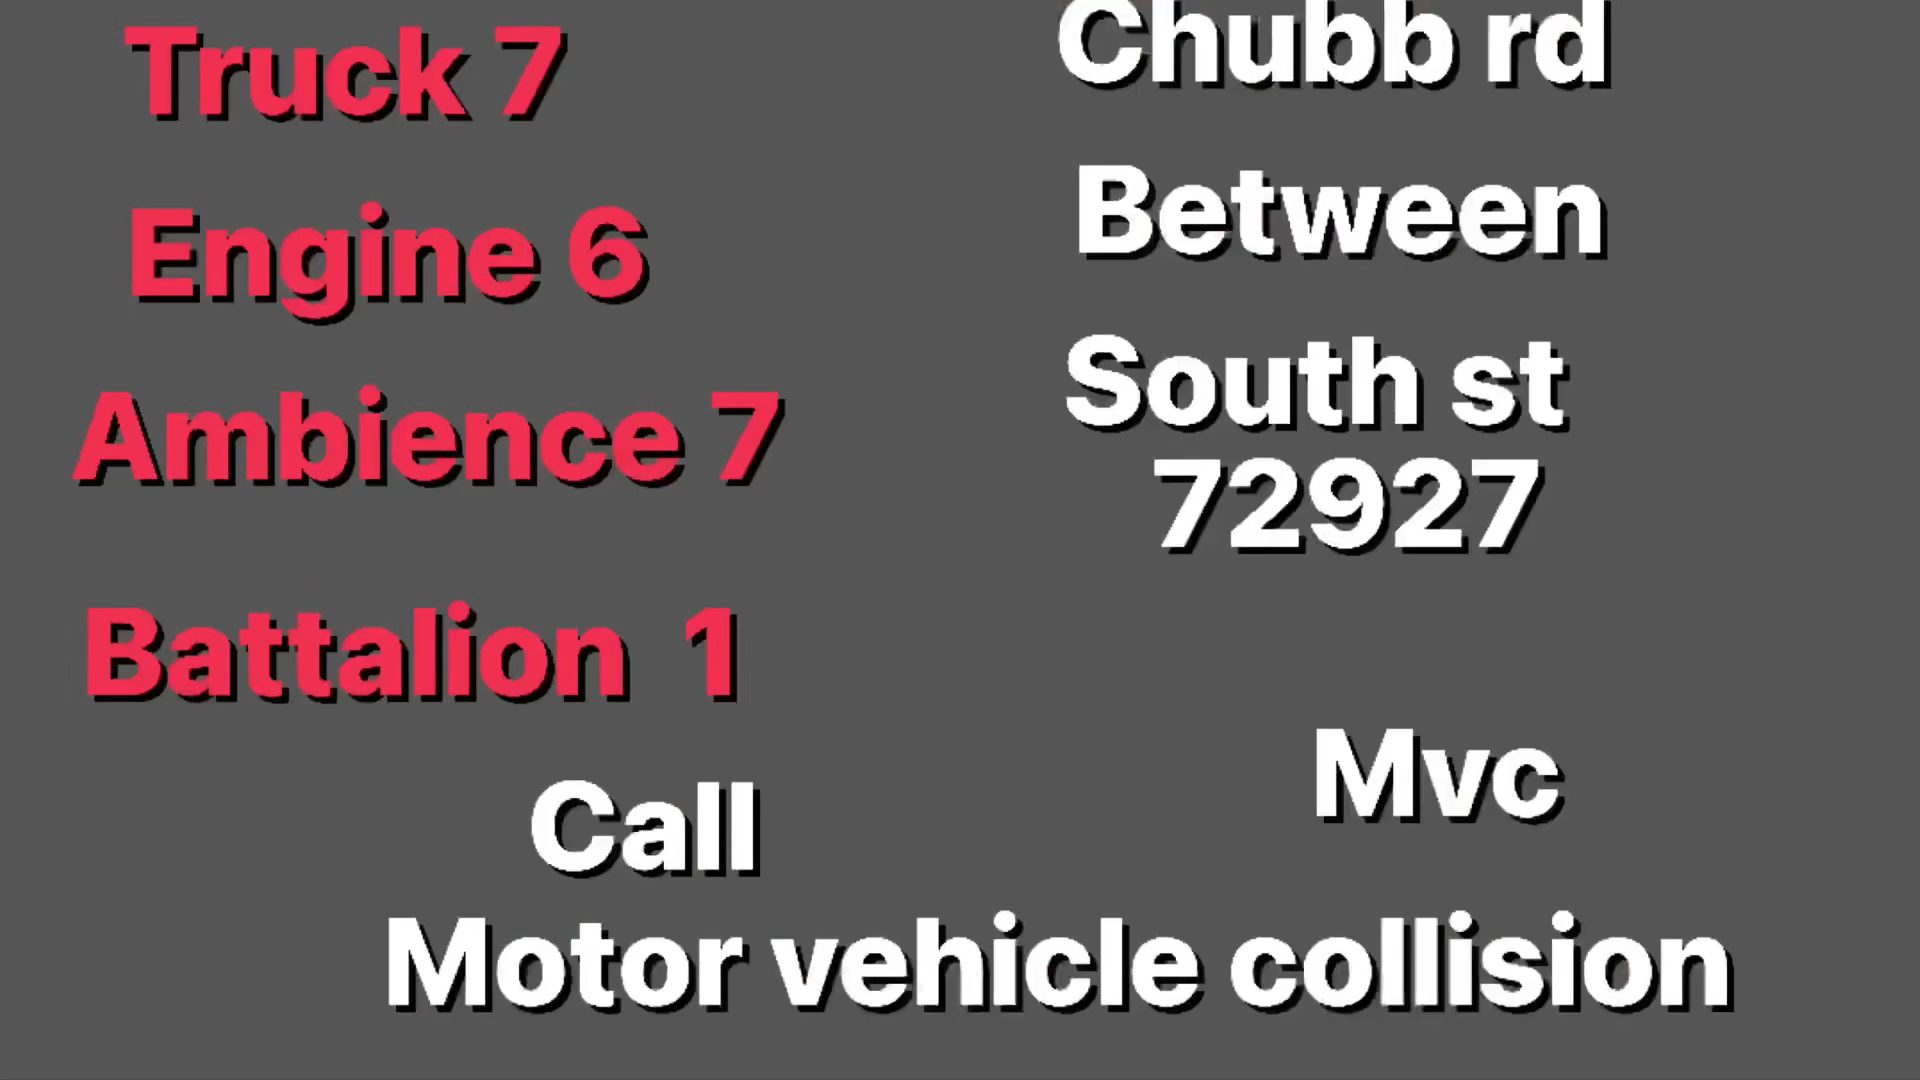 Truck 7
Engine 6
Ambience 7
Battalion 1
Chubb rd
Between
South st
72927
Call
Mvc
Motor vehicle collision